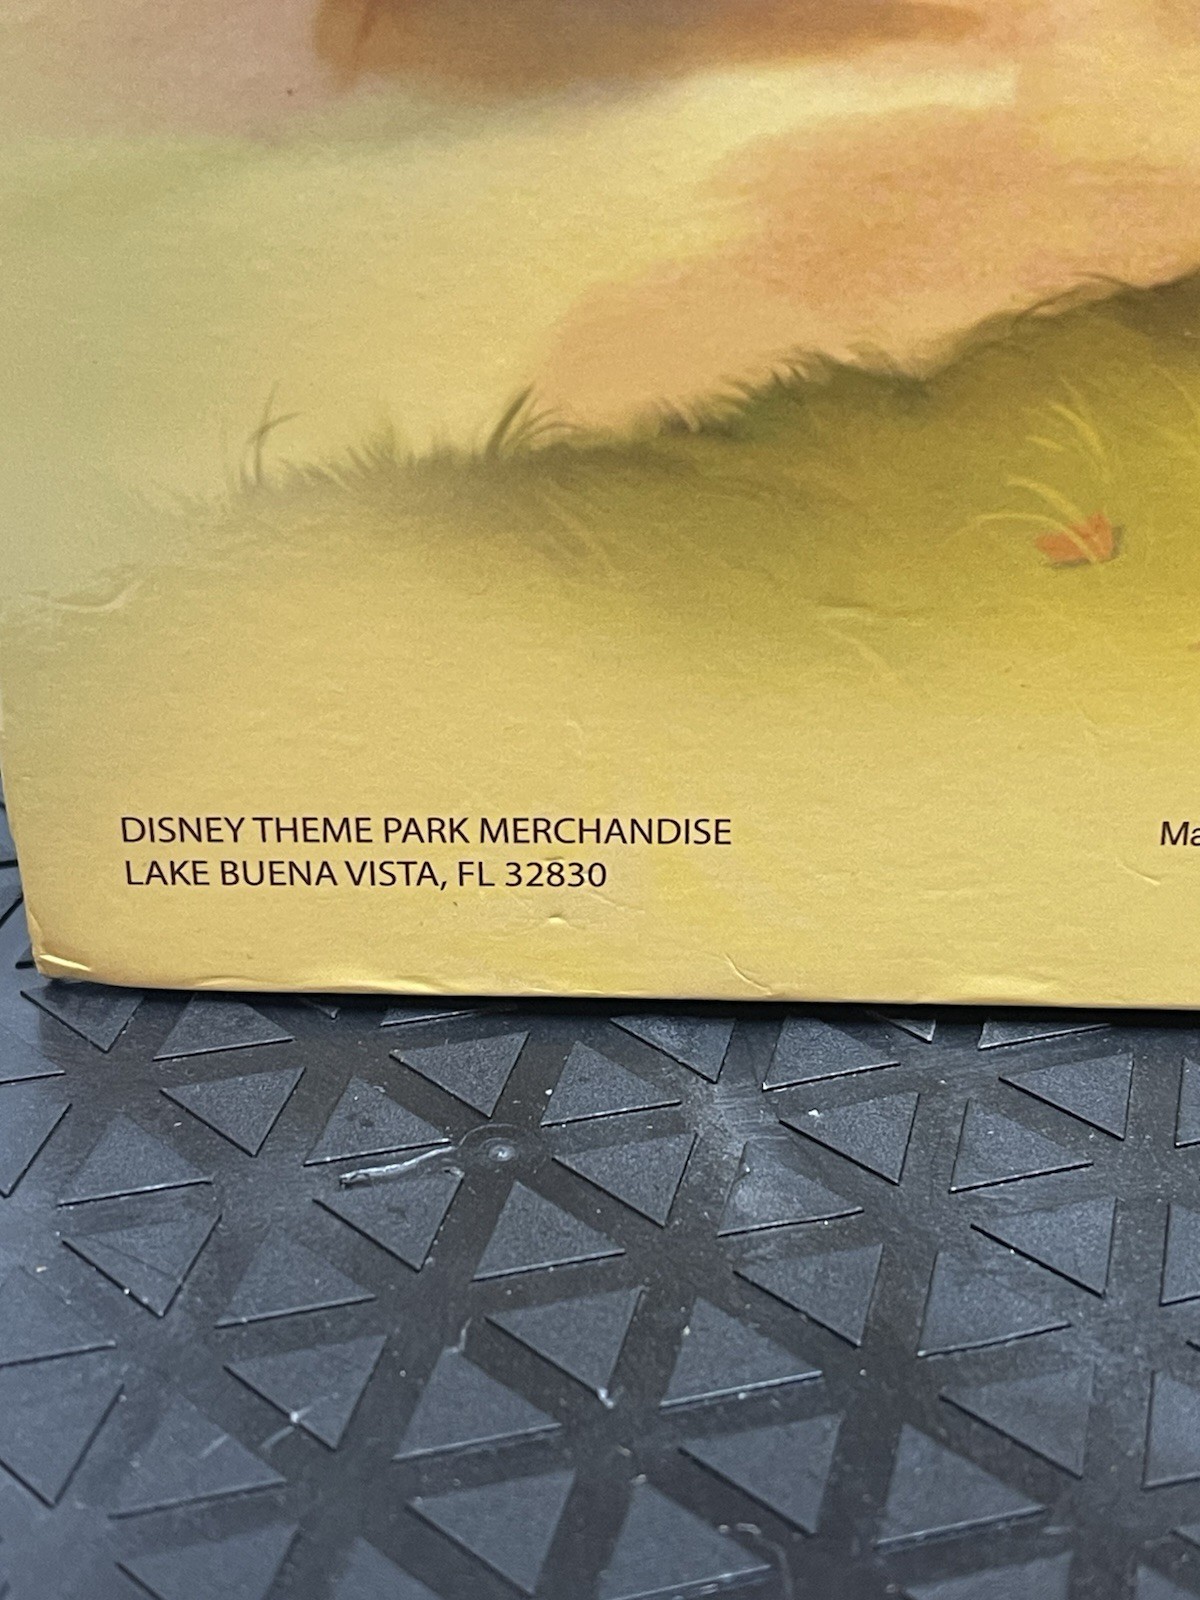 DISNEY THEME PARK MERCHANDISE
LAKE BUENA VISTA, FL 32830